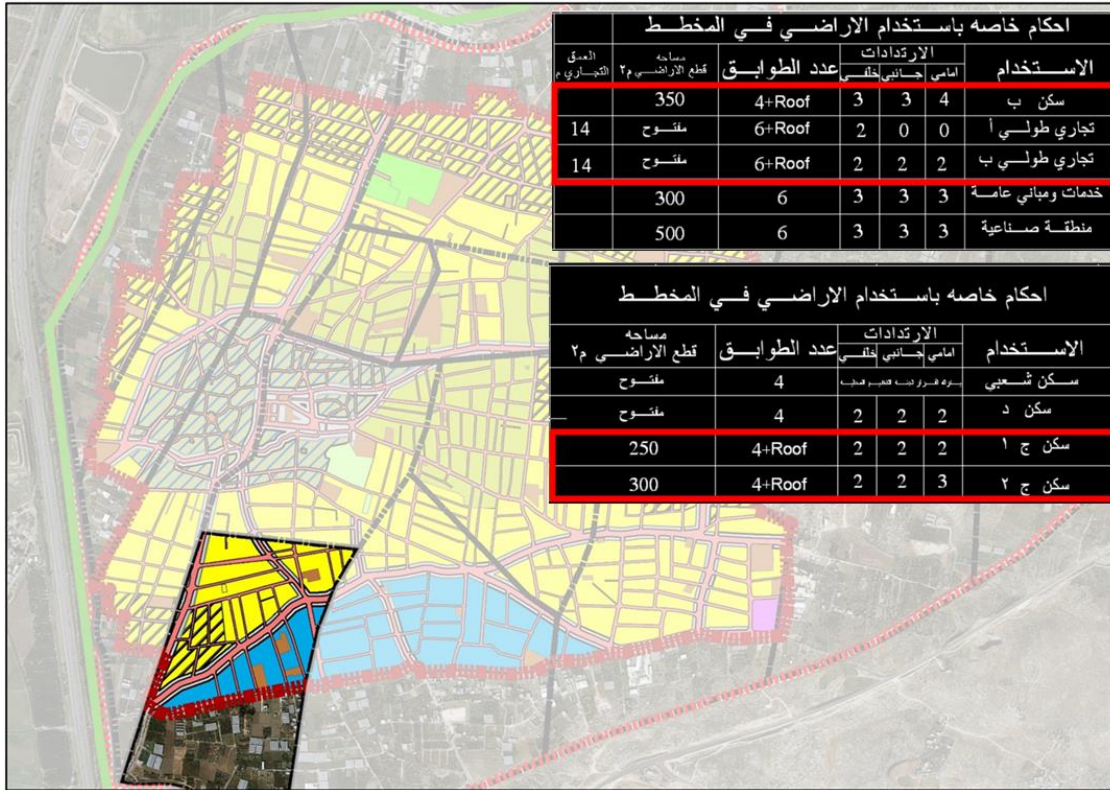 احكام خاصه باستخدام الاراضي في المخطط
الاستخدام الارتدادات عدد الطوابق مساحه قطع الاراضي م٢ العمق التجاري م
امامي جانبي خلفي
سكن ب 4 3 3 4+Roof 350
تجاري طولي أ 0 0 2 6+Roof مفتوح 14
تجاري طولي ب 2 2 2 6+Roof مفتوح 14
خدمات ومباني عامة 3 3 3 6 300
منطقة صناعية 3 3 3 6 500
احكام خاصه باستخدام الاراضي في المخطط
الاستخدام الارتدادات عدد الطوابق مساحه قطع الاراضي م٢
امامي جانبي خلفي
سكن شعبي 4 مفتوح
سكن د 2 2 2 4 مفتوح
سكن ج ١ 2 2 2 4+Roof 250
سكن ج ٢ 3 2 2 4+Roof 300